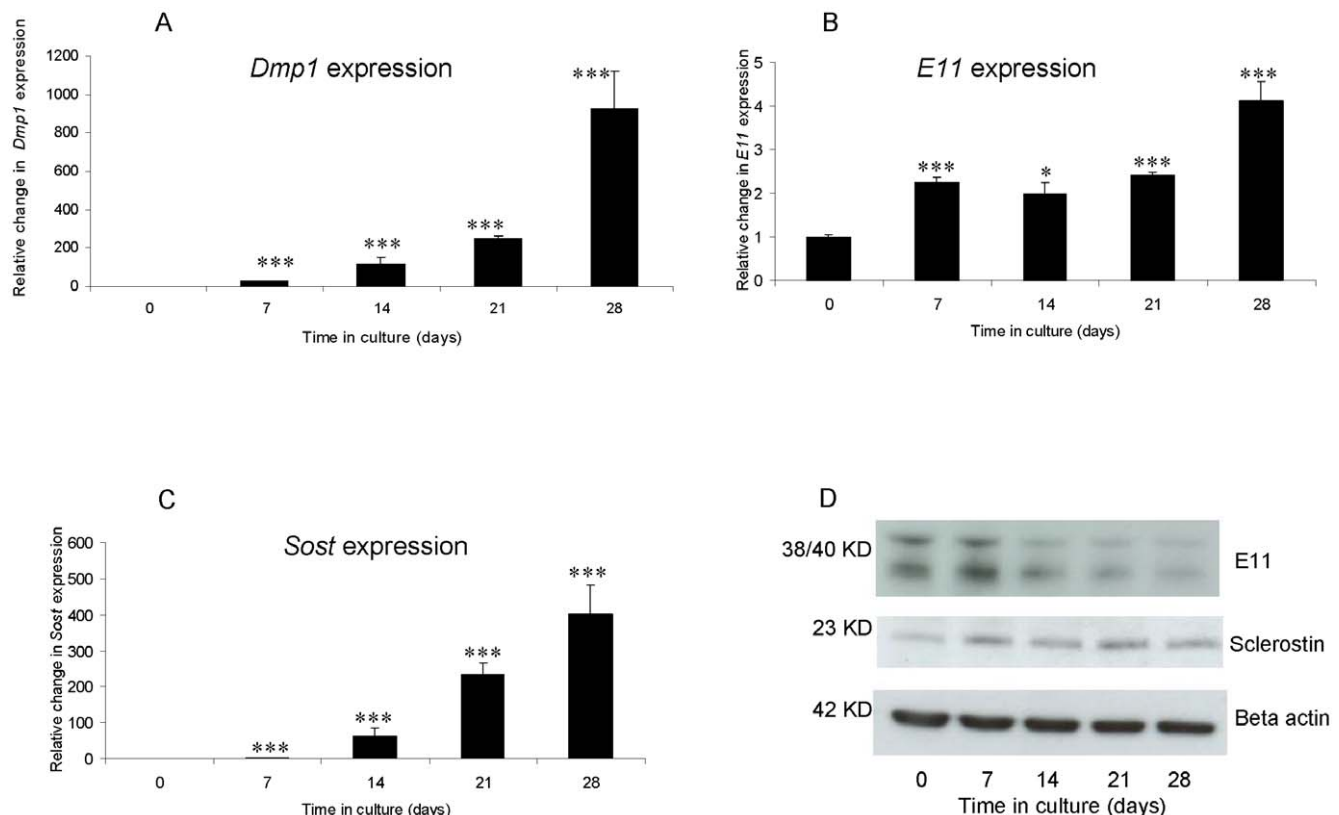 A
Dmp1 expression
Relative change in Dmp1 expression
1200
1000
800
600
400
200
0
***
***
***
***
0 7 14 21 28
Time in culture (days)
B
E11 expression
Relative change in E11 expression
5
4
3
2
1
0
***
*
***
***
0 7 14 21 28
Time in culture (days)
C
Sost expression
Relative change in Sost expression
600
500
400
300
200
100
0
***
***
***
***
0 7 14 21 28
Time in culture (days)
D
38/40 KD
E11
23 KD
Sclerostin
42 KD
Beta actin
0 7 14 21 28
Time in culture (days)